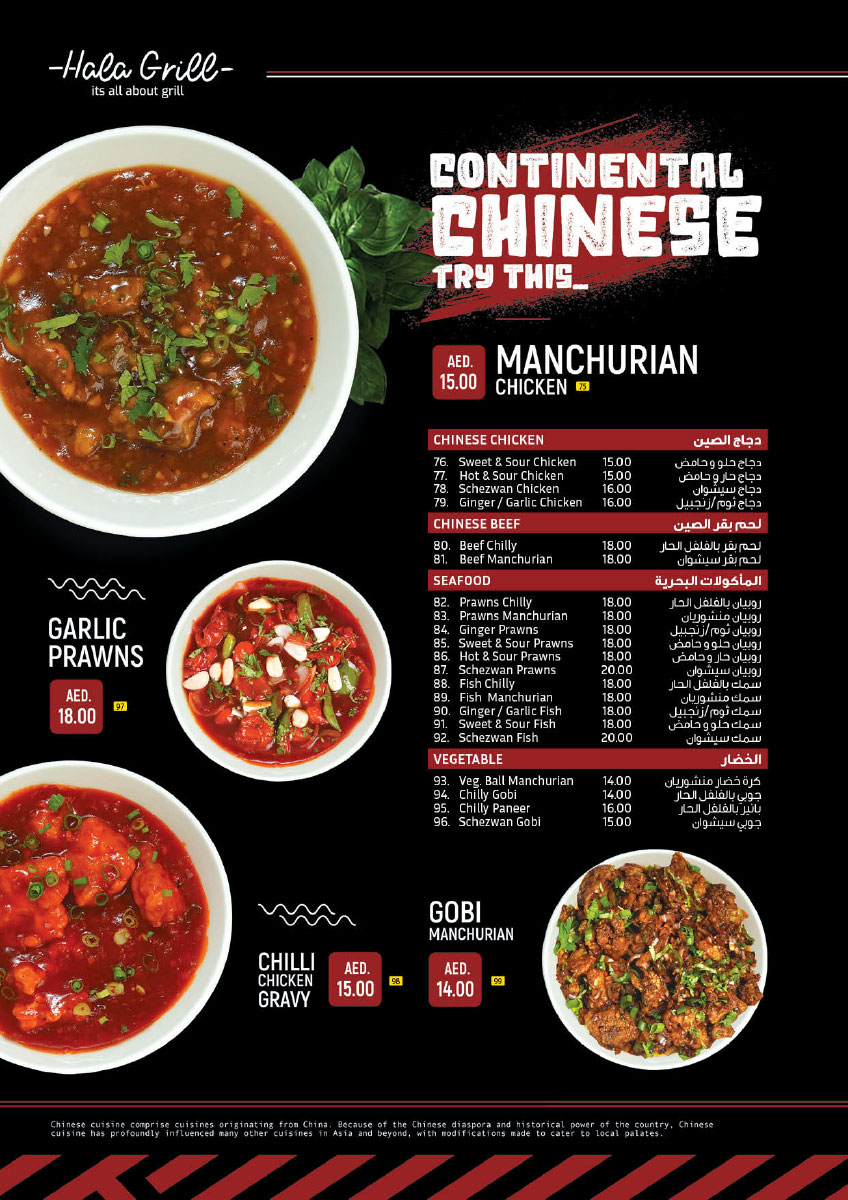 -Hala Grill-
its all about grill
CONTINENTAL
CHINESE
TRY THIS_
AED.
15.00
MANCHURIAN
CHICKEN 75
CHINESE CHICKEN دجاج الصين
76. Sweet & Sour Chicken 15.00 دجاج حلو و حامض
77. Hot & Sour Chicken 15.00 دجاج حار و حامض
78. Schezwan Chicken 16.00 دجاج سيشوان
79. Ginger / Garlic Chicken 16.00 دجاج ثوم/زنجبيل
CHINESE BEEF لحم بقر الصين
80. Beef Chilly 18.00 لحم بقر بالفلفل الحار
81. Beef Manchurian 18.00 لحم بقر سيشوان
SEAFOOD المأكولات البحرية
82. Prawns Chilly 18.00 روبيان بالفلفل الحار
83. Prawns Manchurian 18.00 روبيان منشوريان
84. Ginger Prawns 18.00 روبيان ثوم/زنجبيل
85. Sweet & Sour Prawns 18.00 روبيان حلو و حامض
86. Hot & Sour Prawns 18.00 روبيان حار و حامض
87. Schezwan Prawns 20.00 روبيان سيشوان
88. Fish Chilly 18.00 سمك بالفلفل الحار
89. Fish Manchurian 18.00 سمك منشوريان
90. Ginger / Garlic Fish 18.00 سمك ثوم/زنجبيل
91. Sweet & Sour Fish 18.00 سمك حلو و حامض
92. Schezwan Fish 20.00 سمك سيشوان
VEGETABLE الخضار
93. Veg. Ball Manchurian 14.00 كرة خضار منشوريان
94. Chilly Gobi 14.00 جوبي بالفلفل الحار
95. Chilly Paneer 16.00 بانير بالفلفل الحار
96. Schezwan Gobi 15.00 جوبي سيشوان
GARLIC
PRAWNS
AED.
18.00
97
CHILLI
CHICKEN
GRAVY
AED.
15.00
98
GOBI
MANCHURIAN
AED.
14.00
99
Chinese cuisine comprise cuisines originating from China. Because of the Chinese diaspora and historical power of the country, Chinese
cuisine has profoundly influenced many other cuisines in Asia and beyond, with modifications made to cater to local palates.